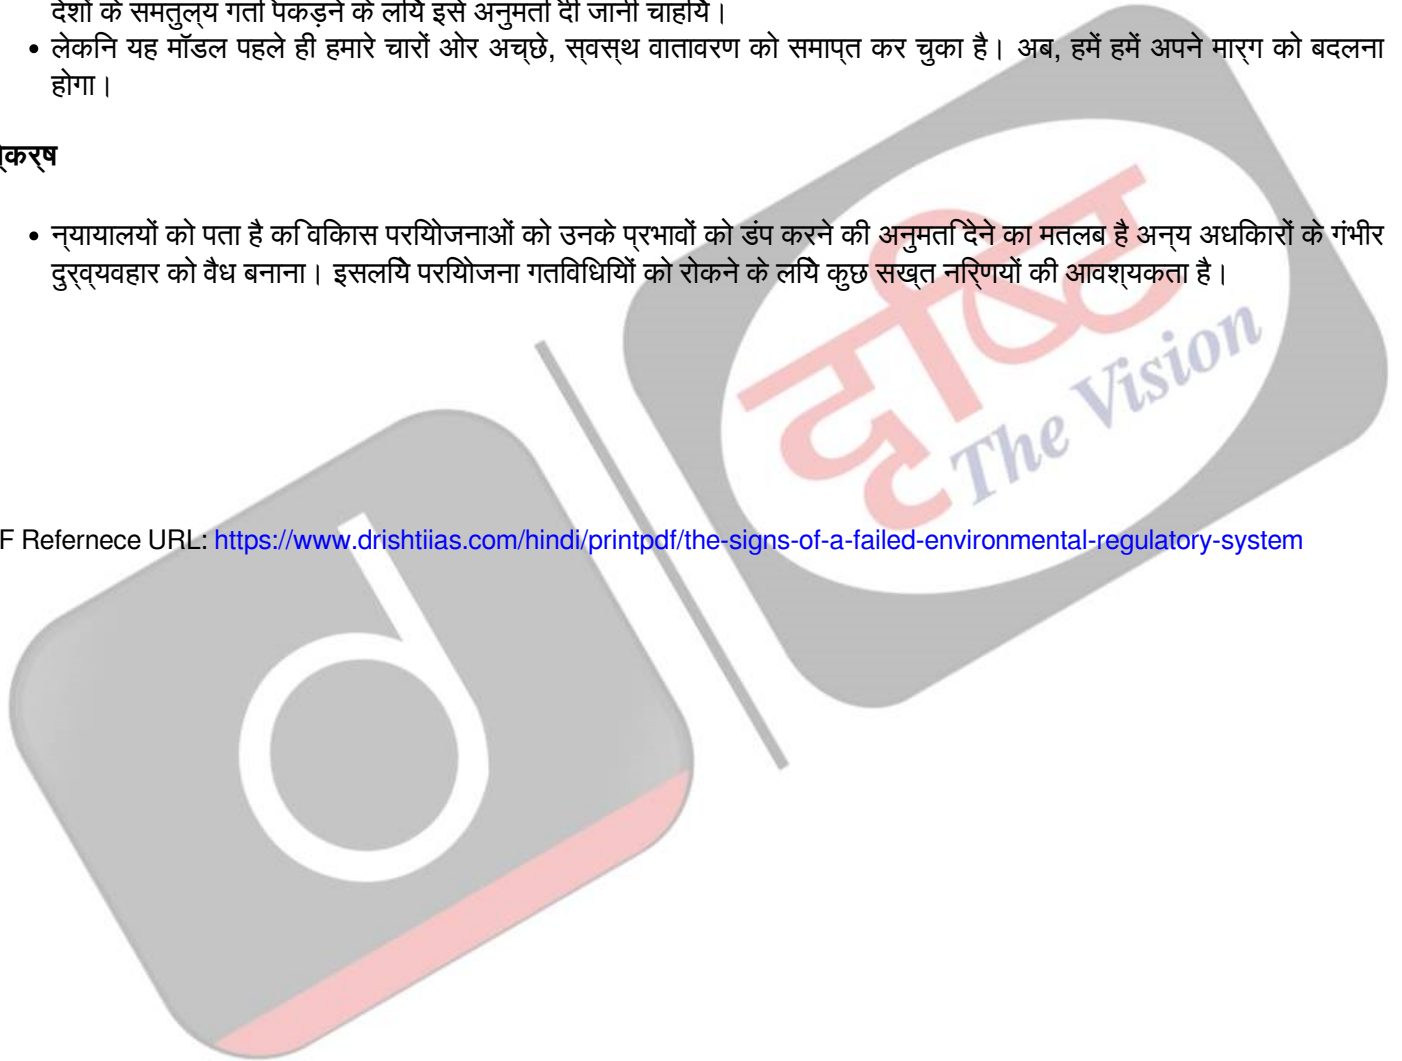 देशों के समतुल्य गति पकड़ने के लिये इसे अनुमति दी जानी चाहिये।
• लेकिन यह मॉडल पहले ही हमारे चारों ओर अच्छे, स्वस्थ वातावरण को समाप्त कर चुका है। अब, हमें हमें अपने मार्ग को बदलना
होगा।
ष्कर्ष
• न्यायालयों को पता है कि विकास परियोजनाओं को उनके प्रभावों को डंप करने की अनुमति देने का मतलब है अन्य अधिकारों के गंभीर
दुर्व्यवहार को वैध बनाना। इसलिये परियोजना गतिविधियों को रोकने के लिये कुछ सख्त निर्णयों की आवश्यकता है।
दृष्टि
The Vision
F Refernece URL: https://www.drishtiias.com/hindi/printpdf/the-signs-of-a-failed-environmental-regulatory-system
d